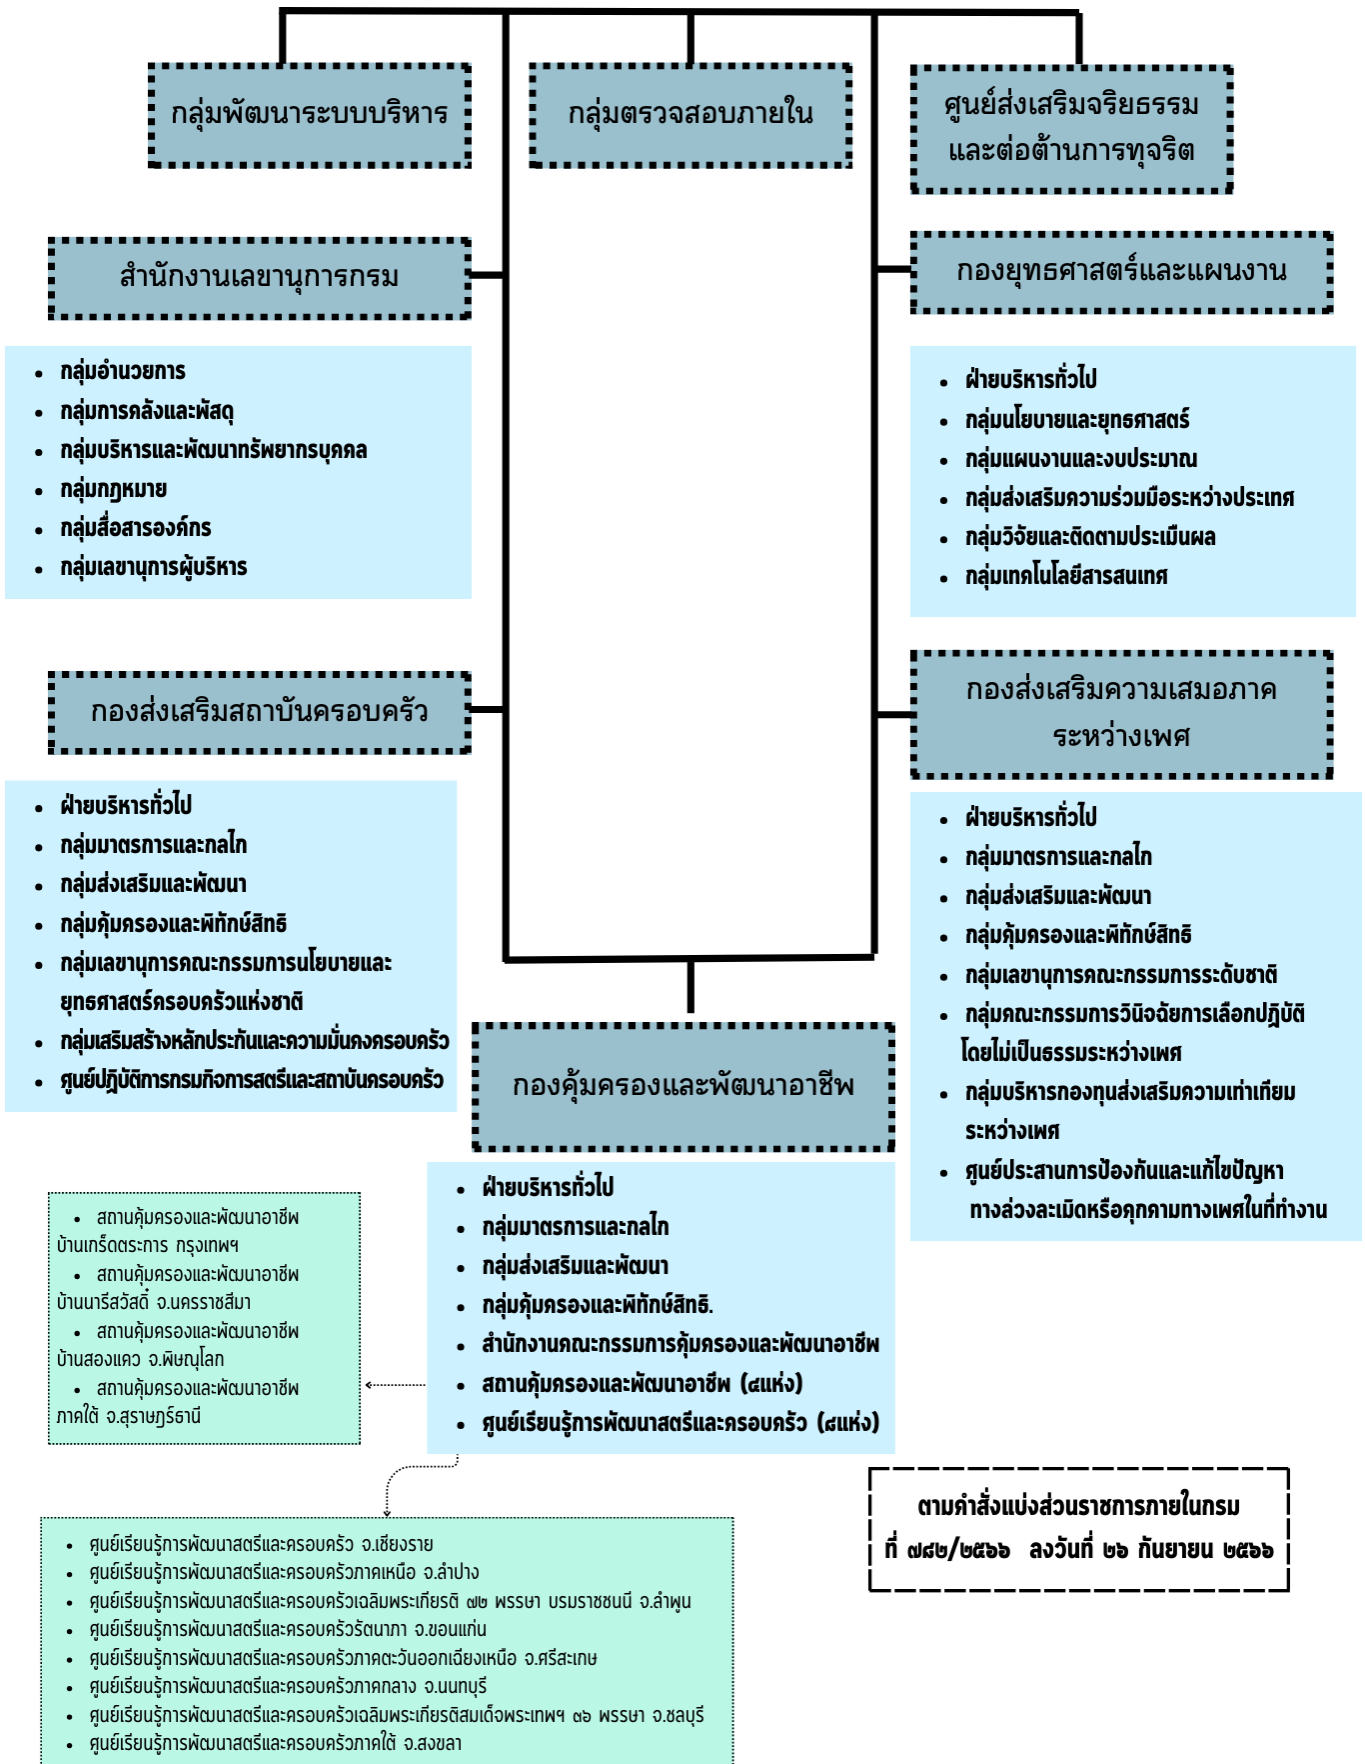 กลุ่มพัฒนาระบบบริหาร
กลุ่มตรวจสอบภายใน
ศูนย์ส่งเสริมจริยธรรม
และต่อต้านการทุจริต
สำนักงานเลขานุการกรม
กองยุทธศาสตร์และแผนงาน
• กลุ่มอำนวยการ
• กลุ่มการคลังและพัสดุ
• กลุ่มบริหารและพัฒนาทรัพยากรบุคคล
• กลุ่มกฎหมาย
• กลุ่มสื่อสารองค์กร
• กลุ่มเลขานุการผู้บริหาร
• ฝ่ายบริหารทั่วไป
• กลุ่มนโยบายและยุทธศาสตร์
• กลุ่มแผนงานและงบประมาณ
• กลุ่มส่งเสริมความร่วมมือระหว่างประเทศ
• กลุ่มวิจัยและติดตามประเมินผล
• กลุ่มเทคโนโลยีสารสนเทศ
กองส่งเสริมสถาบันครอบครัว
กองส่งเสริมความเสมอภาค
ระหว่างเพศ
• ฝ่ายบริหารทั่วไป
• กลุ่มมาตรการและกลไก
• กลุ่มส่งเสริมและพัฒนา
• กลุ่มคุ้มครองและพิทักษ์สิทธิ
• กลุ่มเลขานุการคณะกรรมการนโยบายและ
ยุทธศาสตร์ครอบครัวแห่งชาติ
• กลุ่มเสริมสร้างหลักประกันและความมั่นคงครอบครัว
• ศูนย์ปฏิบัติการกรมกิจการสตรีและสถาบันครอบครัว
• ฝ่ายบริหารทั่วไป
• กลุ่มมาตรการและกลไก
• กลุ่มส่งเสริมและพัฒนา
• กลุ่มคุ้มครองและพิทักษ์สิทธิ
• กลุ่มเลขานุการคณะกรรมการระดับชาติ
• กลุ่มคณะกรรมการวินิจฉัยการเลือกปฏิบัติ
โดยไม่เป็นธรรมระหว่างเพศ
• กลุ่มบริหารกองทุนส่งเสริมความเท่าเทียม
ระหว่างเพศ
• ศูนย์ประสานการป้องกันและแก้ไขปัญหา
ทางล่วงละเมิดหรือคุกคามทางเพศในที่ทำงาน
กองคุ้มครองและพัฒนาอาชีพ
• ฝ่ายบริหารทั่วไป
• กลุ่มมาตรการและกลไก
• กลุ่มส่งเสริมและพัฒนา
• กลุ่มคุ้มครองและพิทักษ์สิทธิ.
• สำนักงานคณะกรรมการคุ้มครองและพัฒนาอาชีพ
• สถานคุ้มครองและพัฒนาอาชีพ (๔แห่ง)
• ศูนย์เรียนรู้การพัฒนาสตรีและครอบครัว (๘แห่ง)
• สถานคุ้มครองและพัฒนาอาชีพ
บ้านเกร็ดตระการ กรุงเทพฯ
• สถานคุ้มครองและพัฒนาอาชีพ
บ้านนารีสวัสดิ์ จ.นครราชสีมา
• สถานคุ้มครองและพัฒนาอาชีพ
บ้านสองแคว จ.พิษณุโลก
• สถานคุ้มครองและพัฒนาอาชีพ
ภาคใต้ จ.สุราษฎร์ธานี
ตามคำสั่งแบ่งส่วนราชการภายในกรม
ที่ ๗๘๒/๒๕๖๖ ลงวันที่ ๒๖ กันยายน ๒๕๖๖
• ศูนย์เรียนรู้การพัฒนาสตรีและครอบครัว จ.เชียงราย
• ศูนย์เรียนรู้การพัฒนาสตรีและครอบครัวภาคเหนือ จ.ลำปาง
• ศูนย์เรียนรู้การพัฒนาสตรีและครอบครัวเฉลิมพระเกียรติ ๗๒ พรรษา บรมราชชนนี จ.ลำพูน
• ศูนย์เรียนรู้การพัฒนาสตรีและครอบครัวรัตนาภา จ.ขอนแก่น
• ศูนย์เรียนรู้การพัฒนาสตรีและครอบครัวภาคตะวันออกเฉียงเหนือ จ.ศรีสะเกษ
• ศูนย์เรียนรู้การพัฒนาสตรีและครอบครัวภาคกลาง จ.นนทบุรี
• ศูนย์เรียนรู้การพัฒนาสตรีและครอบครัวเฉลิมพระเกียรติสมเด็จพระเทพฯ ๓๖ พรรษา จ.ชลบุรี
• ศูนย์เรียนรู้การพัฒนาสตรีและครอบครัวภาคใต้ จ.สงขลา